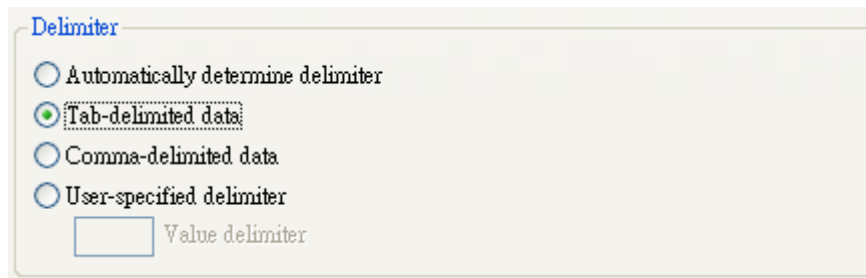 Delimiter
Automatically determine delimiter
Tab-delimited data
Comma-delimited data
User-specified delimiter
Value delimiter